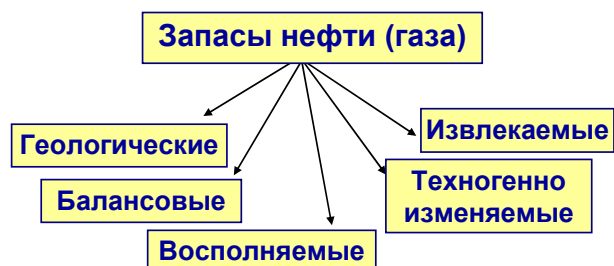 Запасы нефти (газа)
Геологические
Извлекаемые
Балансовые
Техногенно
изменяемые
Восполняемые